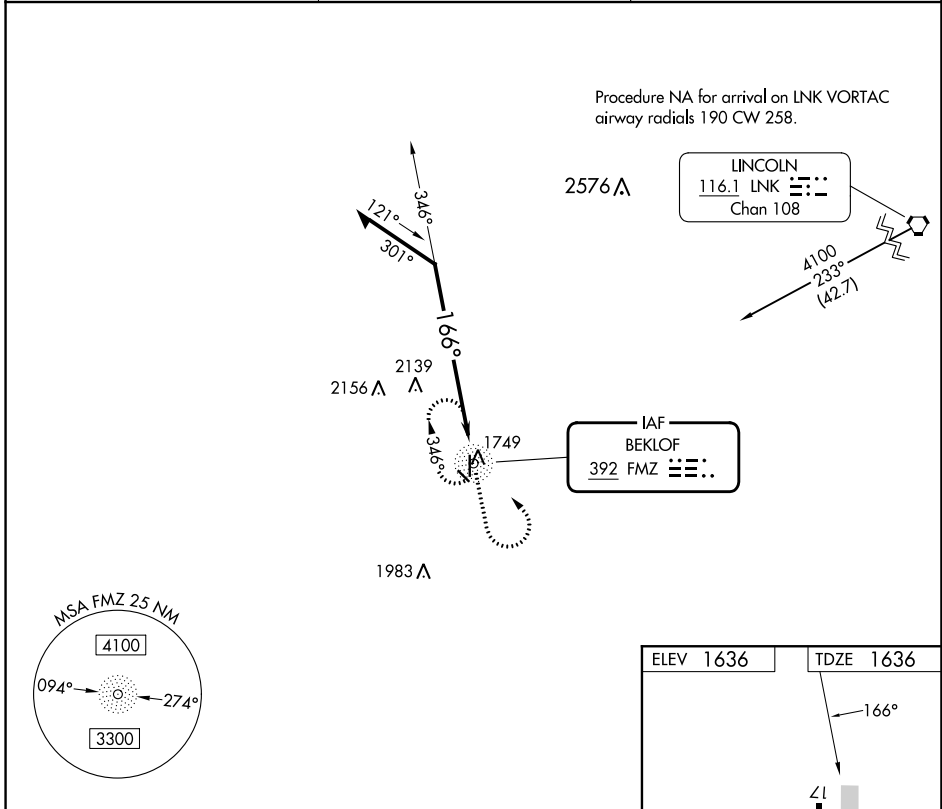 Procedure NA for arrival on LNK VORTAC
airway radials 190 CW 258.
LINCOLN
116.1 LNK
Chan 108
2576
4100
233°
(42.7)
346°
121°
301°
166°
2139
2156
1749
346°
IAF
BEKLOF
392 FMZ
1983
MSA FMZ 25 NM
4100
094°
274°
3300
ELEV 1636
TDZE 1636
166°
17